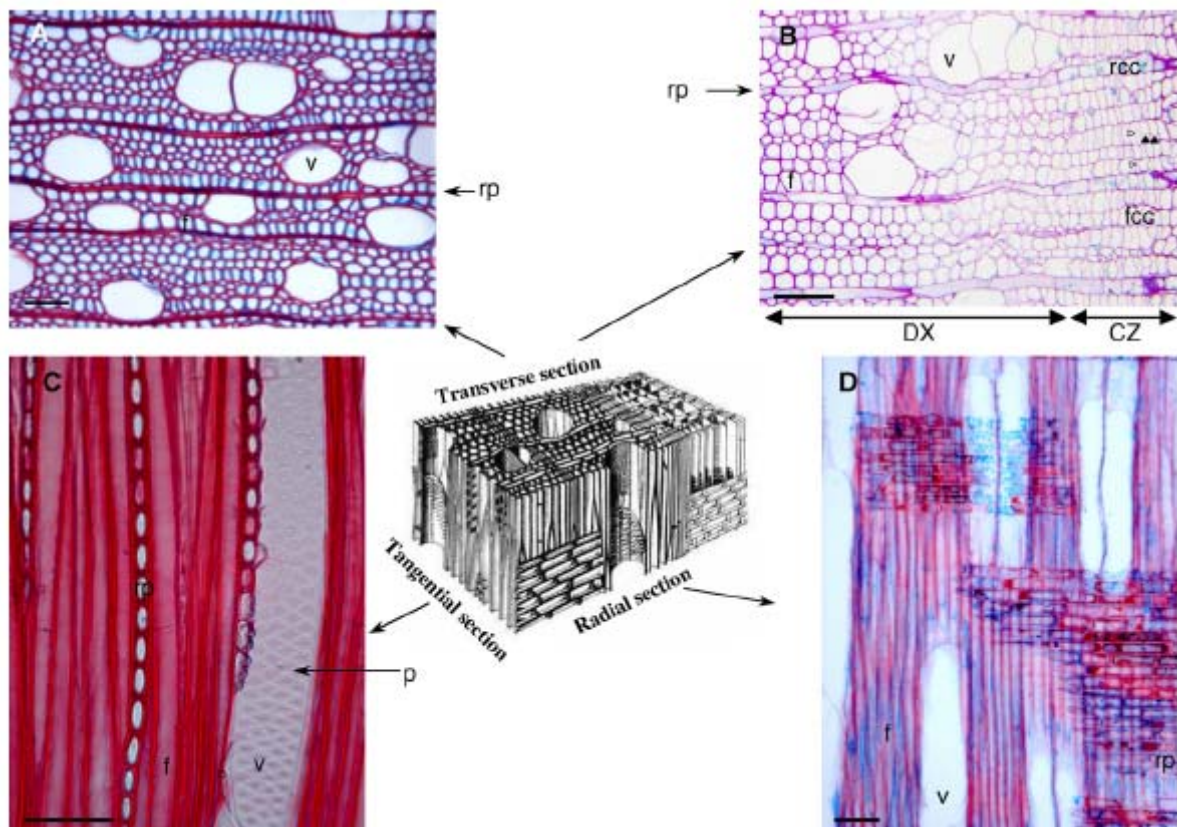 A
v
rp
f
B
v
rcc
rp
f
fcc
DX
CZ
Transverse section
Tangential section
Radial section
C
rp
p
f
v
D
f
rp
v